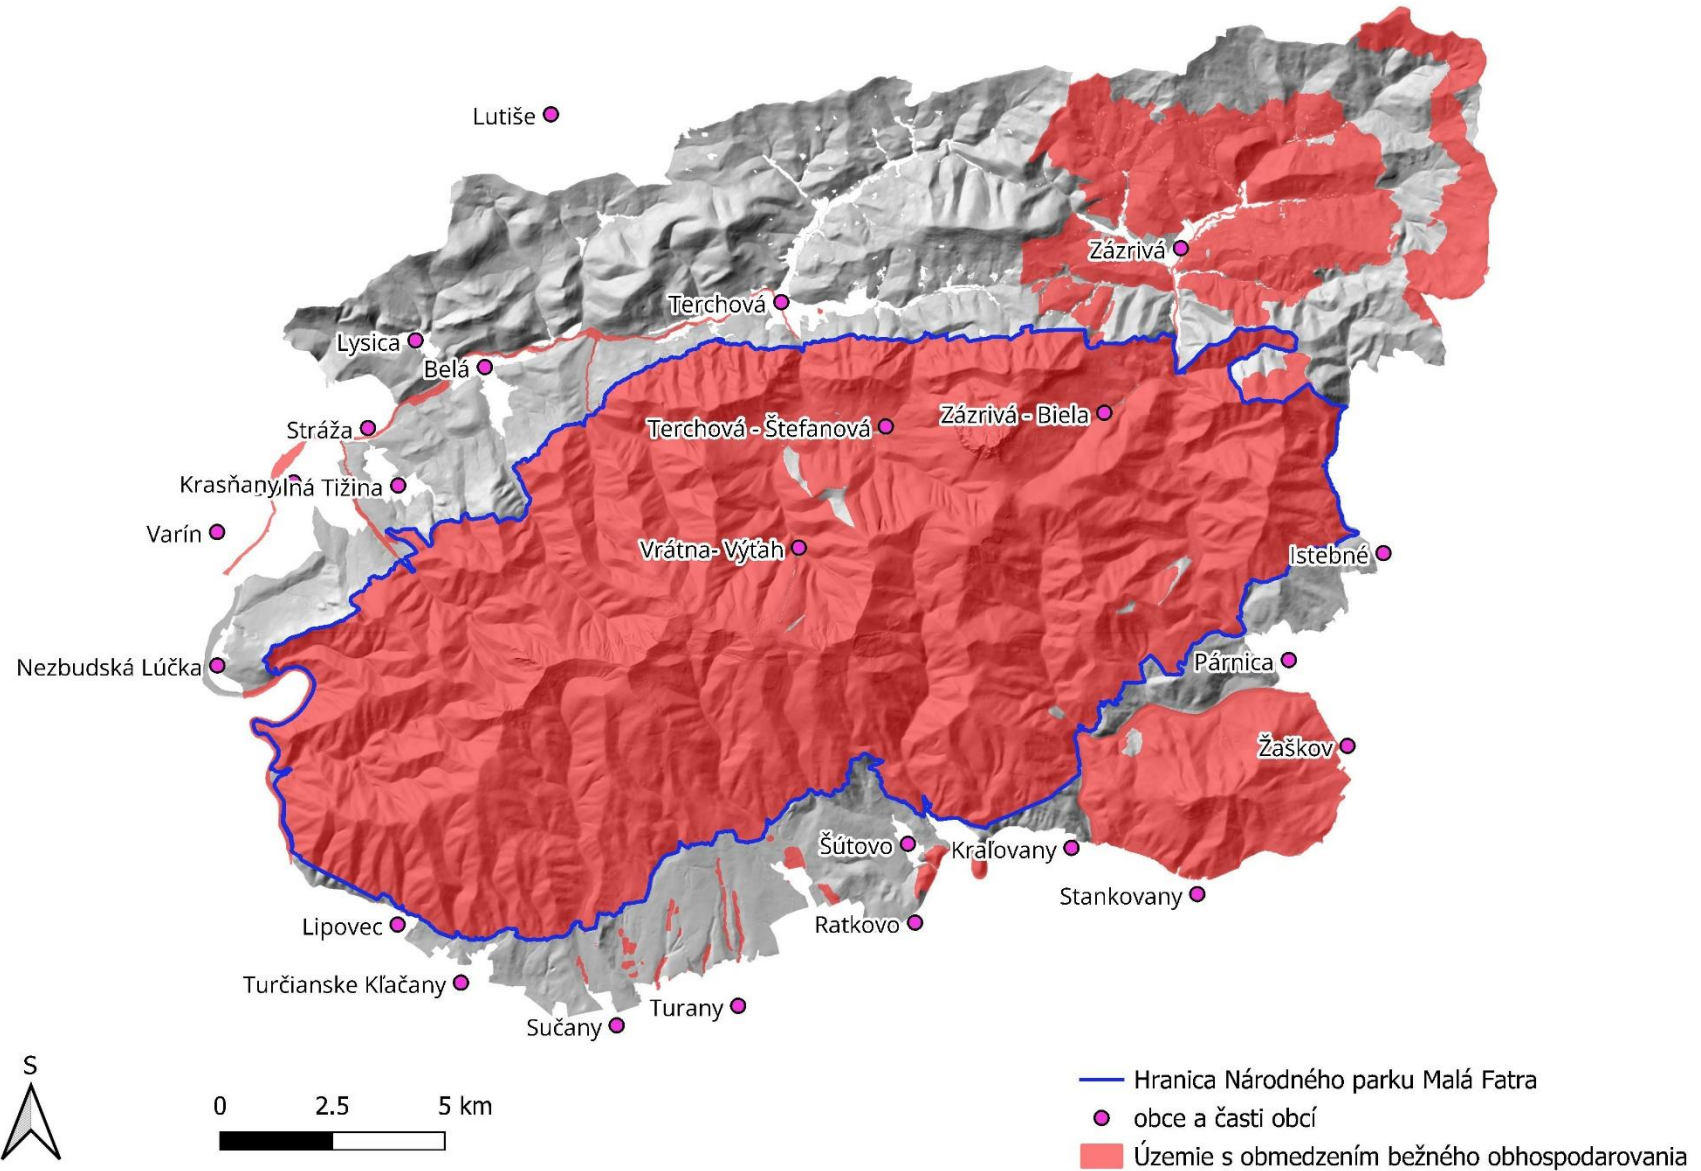 Lutiše
Zázrivá
Terchová
Lysica
Belá
Zázrivá - Biela
Terchová - Štefanová
Stráža
Krasňany
lná Tižina
Varín
Vrátna- Výťah
Istebné
Párnica
Nezbudská Lúčka
Žaškov
Šútovo
Kraľovany
Stankovany
Lipovec
Ratkovo
Turčianske Kľačany
Turany
Sučany
S
0 2.5 5 km
Hranica Národného parku Malá Fatra
obce a časti obcí
Územie s obmedzením bežného obhospodarovania